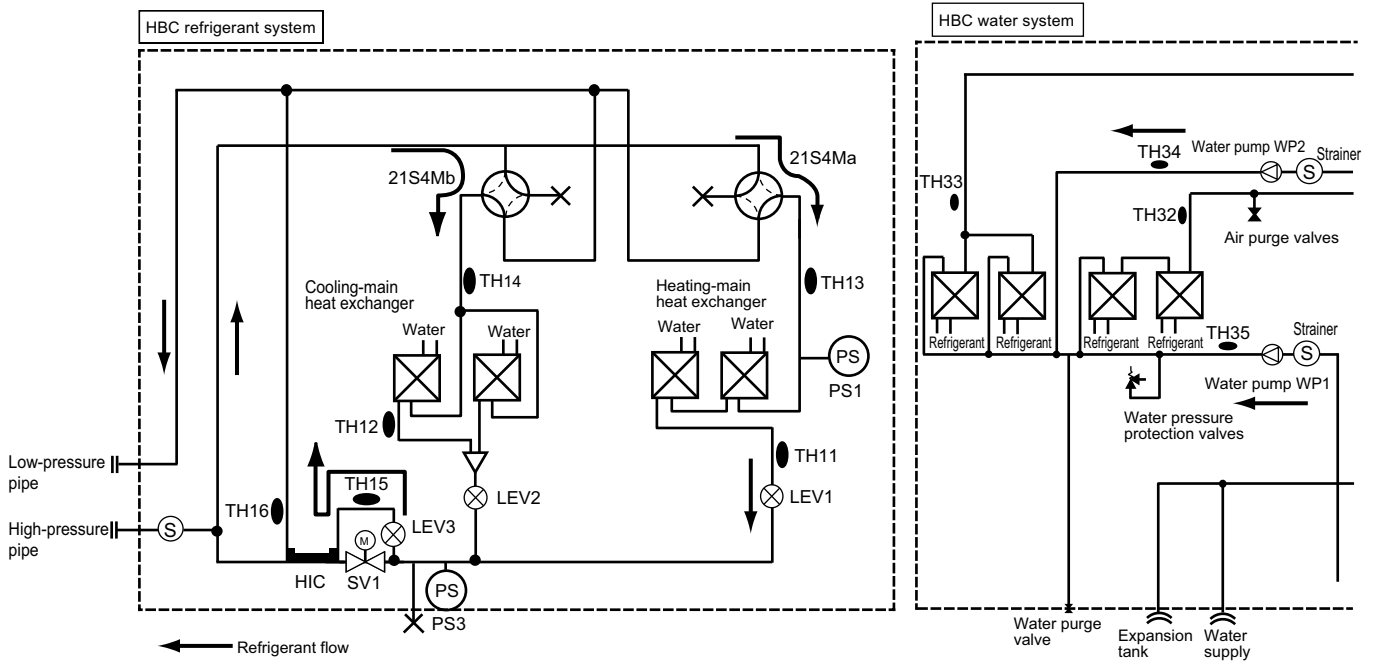 HBC refrigerant system
HBC water system
21S4Mb
21S4Ma
TH14
TH13
Cooling-main
heat exchanger
Heating-main
heat exchanger
Water
Water
Water
Water
PS
PS1
TH12
TH11
TH15
TH16
LEV2
LEV1
LEV3
M
Low-pressure
pipe
High-pressure
pipe
S
HIC
SV1
PS
PS3
Refrigerant flow
TH33
TH34
Water pump WP2
Strainer
S
TH32
Air purge valves
Refrigerant
Refrigerant
Refrigerant
Refrigerant
TH35
Strainer
S
Water pump WP1
Water pressure
protection valves
Water purge
valve
Expansion
tank
Water
supply